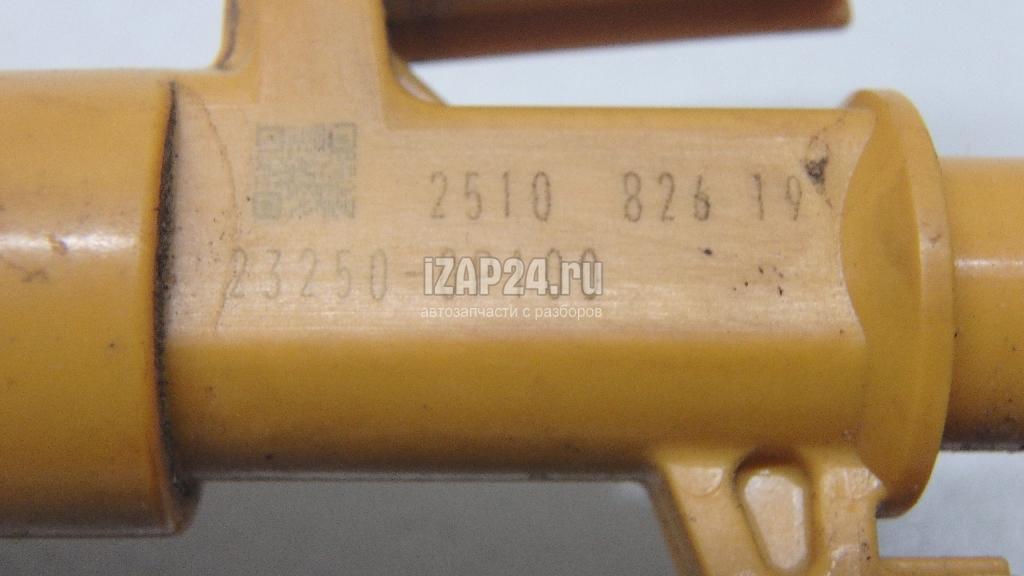 2510 826 19
iZAP24.ru
автозапчасти с разборов